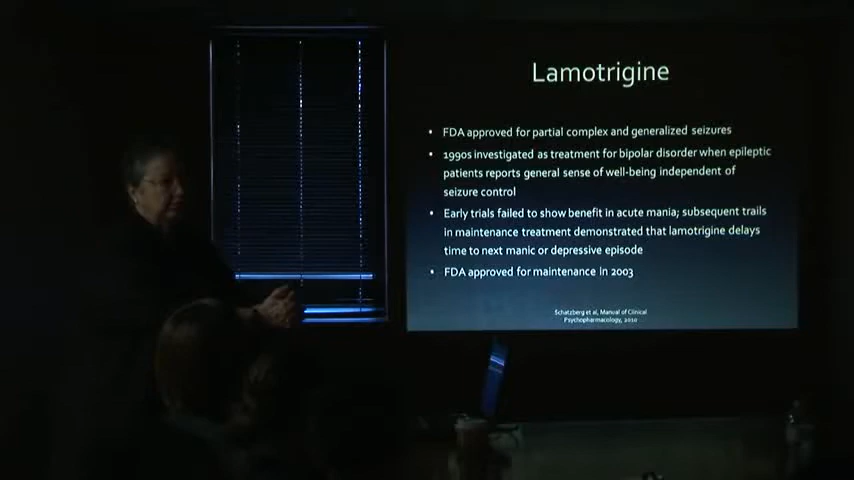 Lamotrigine
• FDA approved for partial complex and generalized seizures
• 1990s investigated as treatment for bipolar disorder when epileptic
patients reports general sense of well-being independent of
seizure control
• Early trials failed to show benefit in acute mania; subsequent trails
in maintenance treatment demonstrated that lamotrigine delays
time to next manic or depressive episode
• FDA approved for maintenance in 2003
Schatzberg et al, Manual of Clinical
Psychopharmacology, 2010